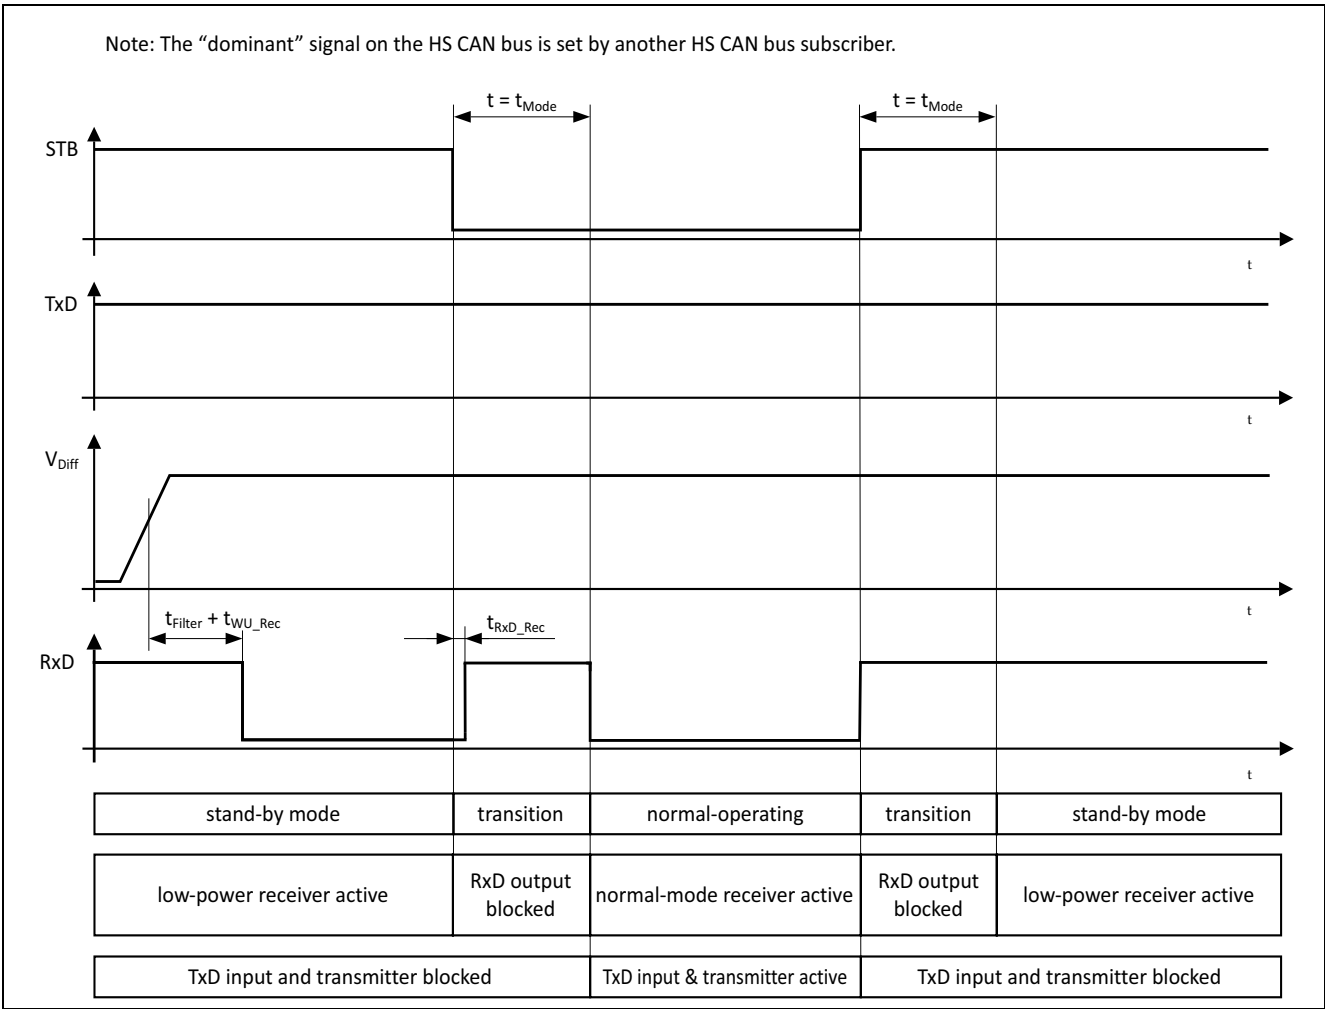 Note: The “dominant” signal on the HS CAN bus is set by another HS CAN bus subscriber.
t = tMode
t = tMode
STB
t
TxD
t
VDiff
t
tFilter + tWU_Rec
tRxD_Rec
RxD
t
stand-by mode
transition
normal-operating
transition
stand-by mode
low-power receiver active
RxD output
blocked
normal-mode receiver active
RxD output
blocked
low-power receiver active
TxD input and transmitter blocked
TxD input & transmitter active
TxD input and transmitter blocked